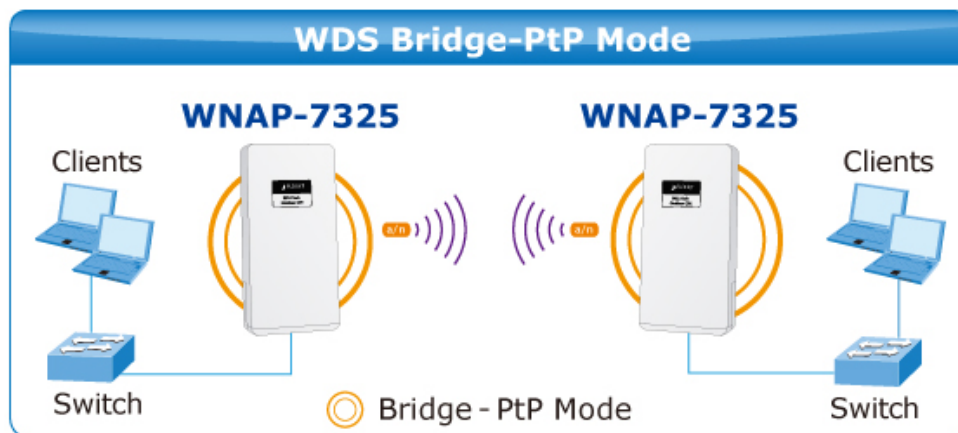 WDS Bridge-PtP Mode
WNAP-7325
WNAP-7325
Clients
Clients
a/n
a/n
Switch
Switch
Bridge - PtP Mode